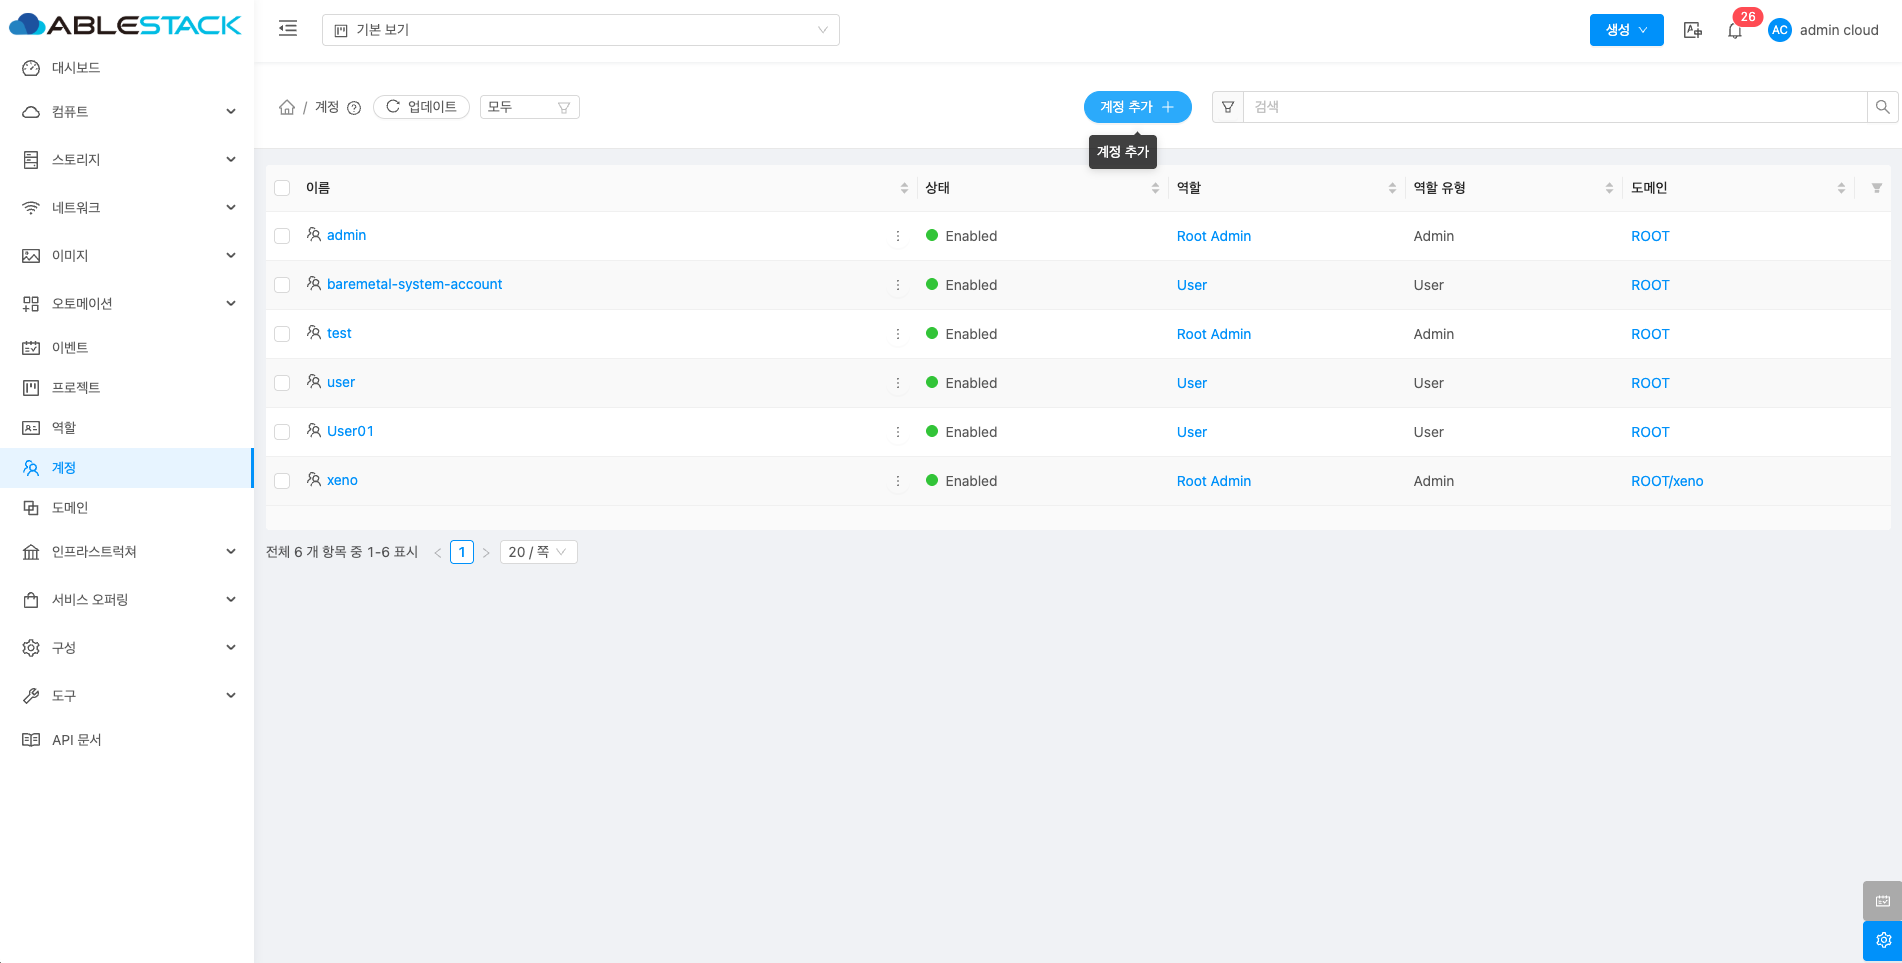 ABLESTACK
기본 보기
생성
26
AC
admin cloud
대시보드
컴퓨트
스토리지
네트워크
이미지
오토메이션
이벤트
프로젝트
역할
계정
도메인
인프라스트럭쳐
서비스 오퍼링
구성
도구
API 문서
/ 계정
업데이트
모두
계정 추가
검색
계정 추가
이름 상태 역할 역할 유형 도메인
admin Enabled Root Admin Admin ROOT
baremetal-system-account Enabled User User ROOT
test Enabled Root Admin Admin ROOT
user Enabled User User ROOT
User01 Enabled User User ROOT
xeno Enabled Root Admin Admin ROOT/xeno
전체 6 개 항목 중 1-6 표시 < 1 > 20 / 쪽